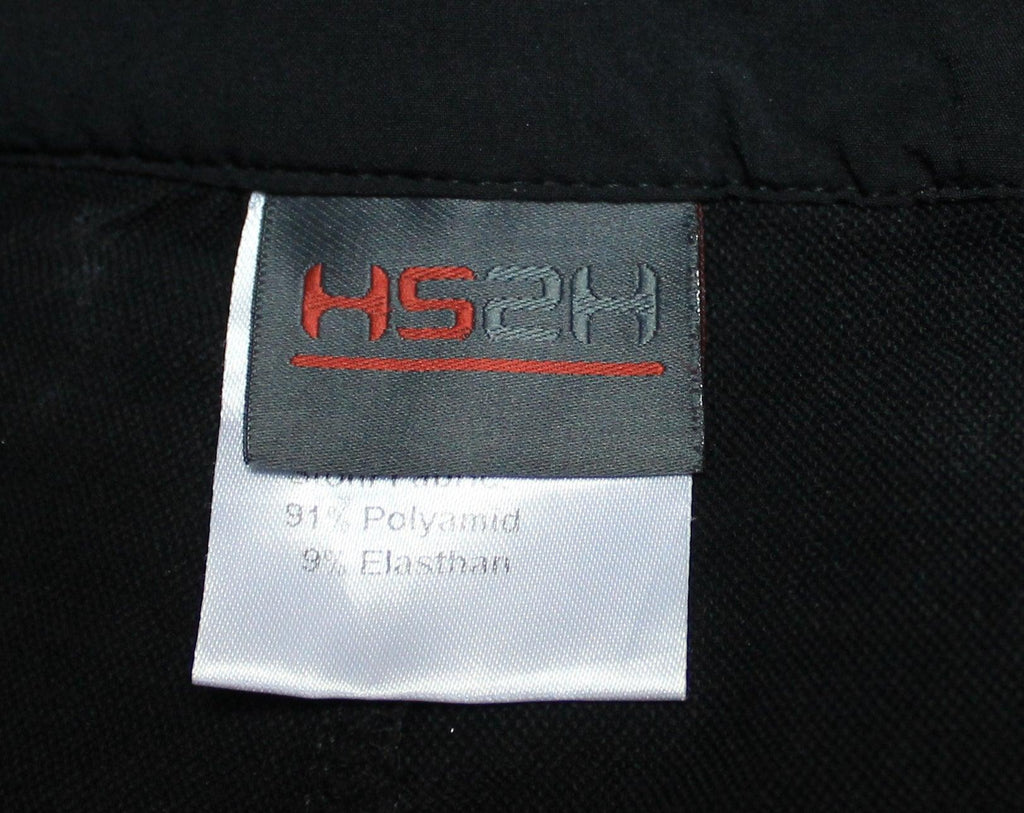 HS2H
91% Polyamid
9% Elasthan